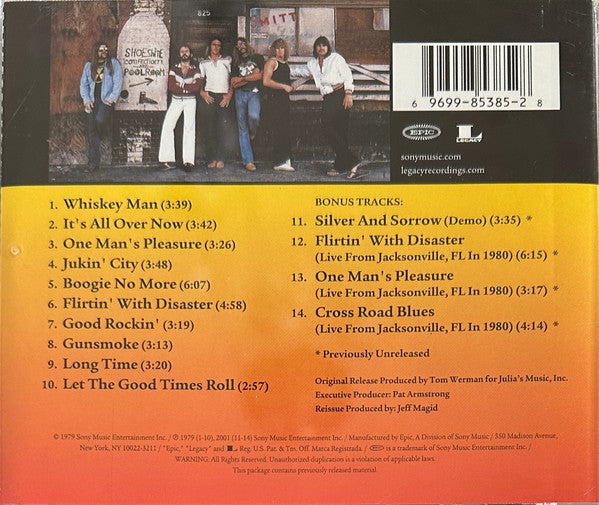 825
SMITT
SHOESHINE
CONFECTION
AND
POOLROOM
6 96998-5385-2 8
EPIC
L
LEGACY
sonymusic.com
legacyrecordings.com
1. Whiskey Man (3:39)
2. It's All Over Now (3:42)
3. One Man's Pleasure (3:26)
4. Jukin' City (3:48)
5. Boogie No More (6:07)
6. Flirtin' With Disaster (4:58)
7. Good Rockin' (3:19)
8. Gunsmoke (3:13)
9. Long Time (3:20)
10. Let The Good Times Roll (2:57)
BONUS TRACKS:
11. Silver And Sorrow (Demo) (3:35) *
12. Flirtin' With Disaster
(Live From Jacksonville, FL In 1980) (6:15) *
13. One Man's Pleasure
(Live From Jacksonville, FL In 1980) (3:17) *
14. Cross Road Blues
(Live From Jacksonville, FL In 1980) (4:14) *
* Previously Unreleased
Original Release Produced by Tom Werman for Julia's Music, Inc.
Executive Producer: Pat Armstrong
Reissue Produced by: Jeff Magid
© 1979 Sony Music Entertainment Inc. / ℗ 1979 (1-10), 2001 (11-14) Sony Music Entertainment Inc. / Manufactured by Epic, A Division of Sony Music / 550 Madison Avenue,
New York, NY 10022-3211 / "Epic," "Legacy" and L Reg. U.S. Pat. & Tm. Off. Marca Registrada. / EPIC is a trademark of Sony Music Entertainment Inc. /
WARNING: All Rights Reserved. Unauthorized duplication is a violation of applicable laws.
This package contains previously released material.